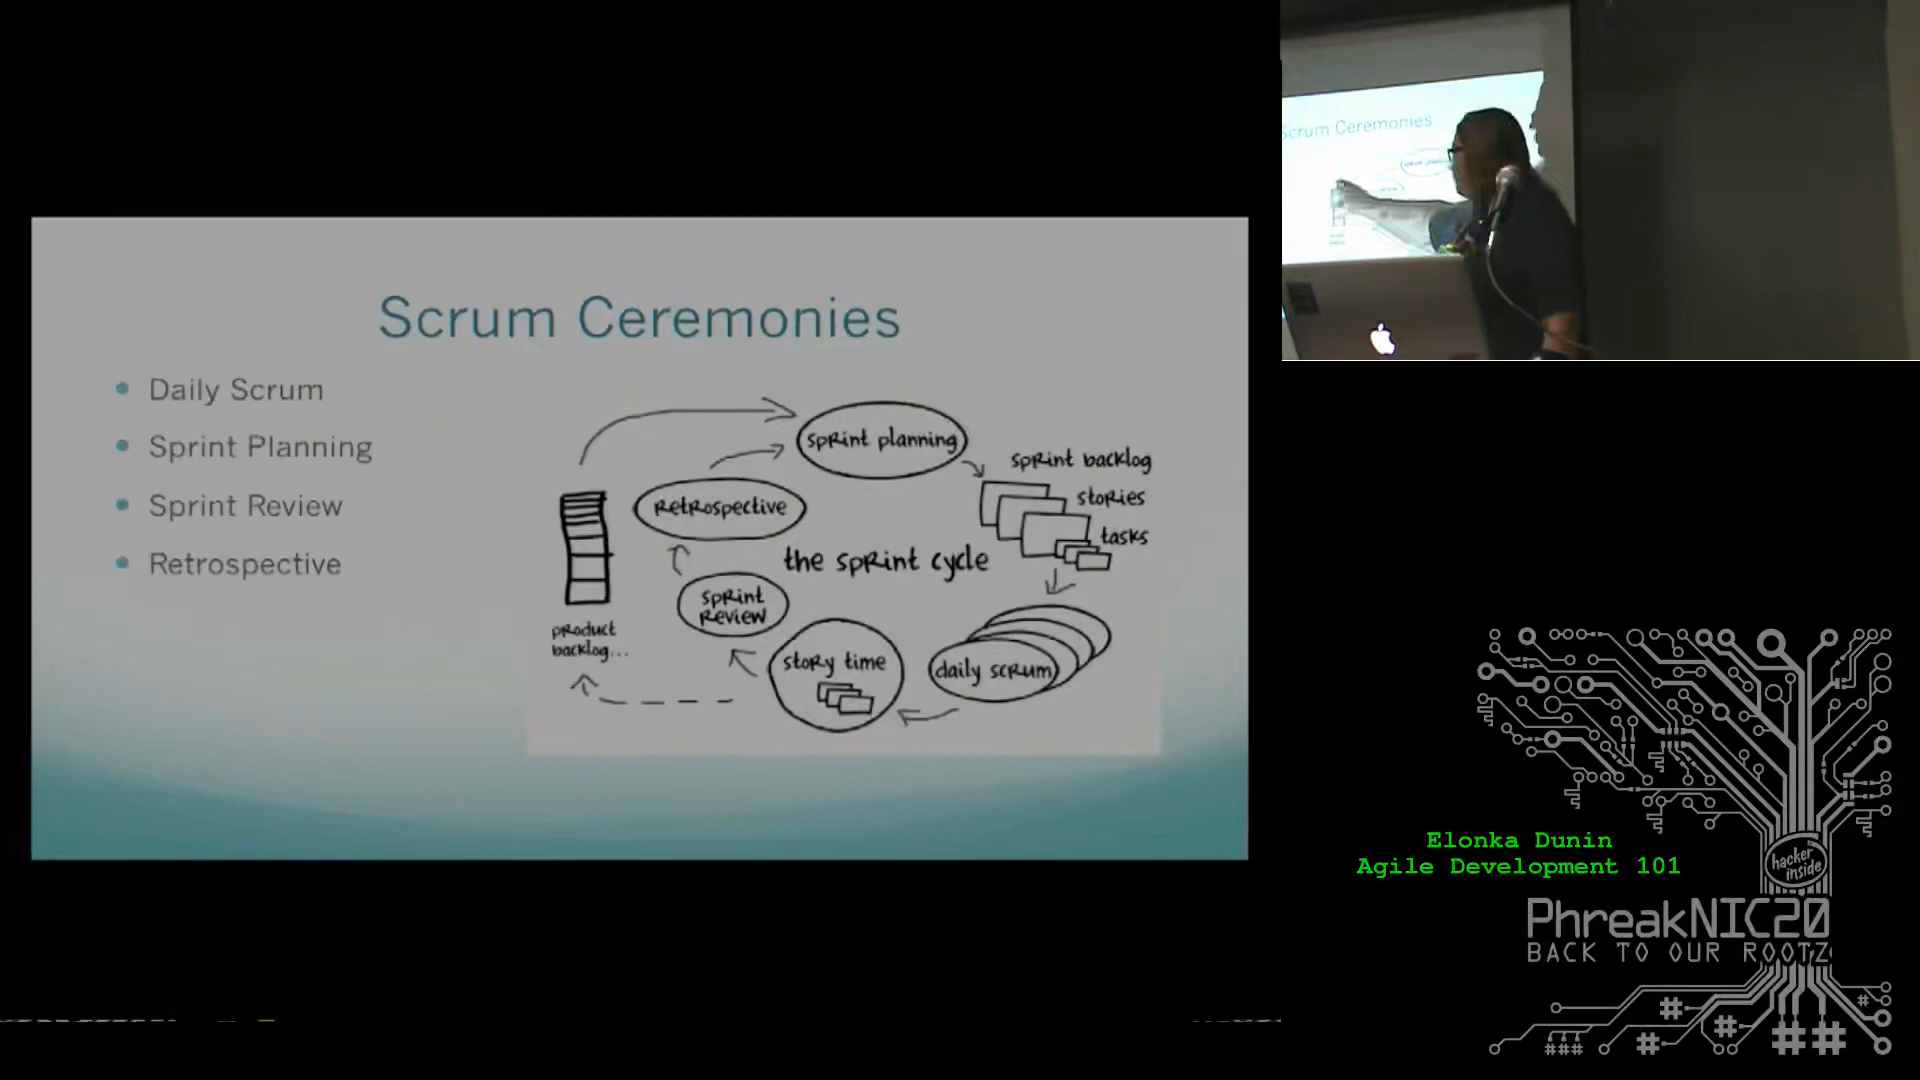 Scrum Ceremonies
Daily Scrum
Sprint Planning
Sprint Review
Retrospective
sprint planning
sprint backlog
stories
tasks
retrospective
the sprint cycle
sprint
review
product
backlog...
story time
daily scrum
Scrum Ceremonies
Elonka Dunin
Agile Development 101
hacker
inside
PhreakNIC20
BACK TO OUR ROOTZ
#
#
#
###
##